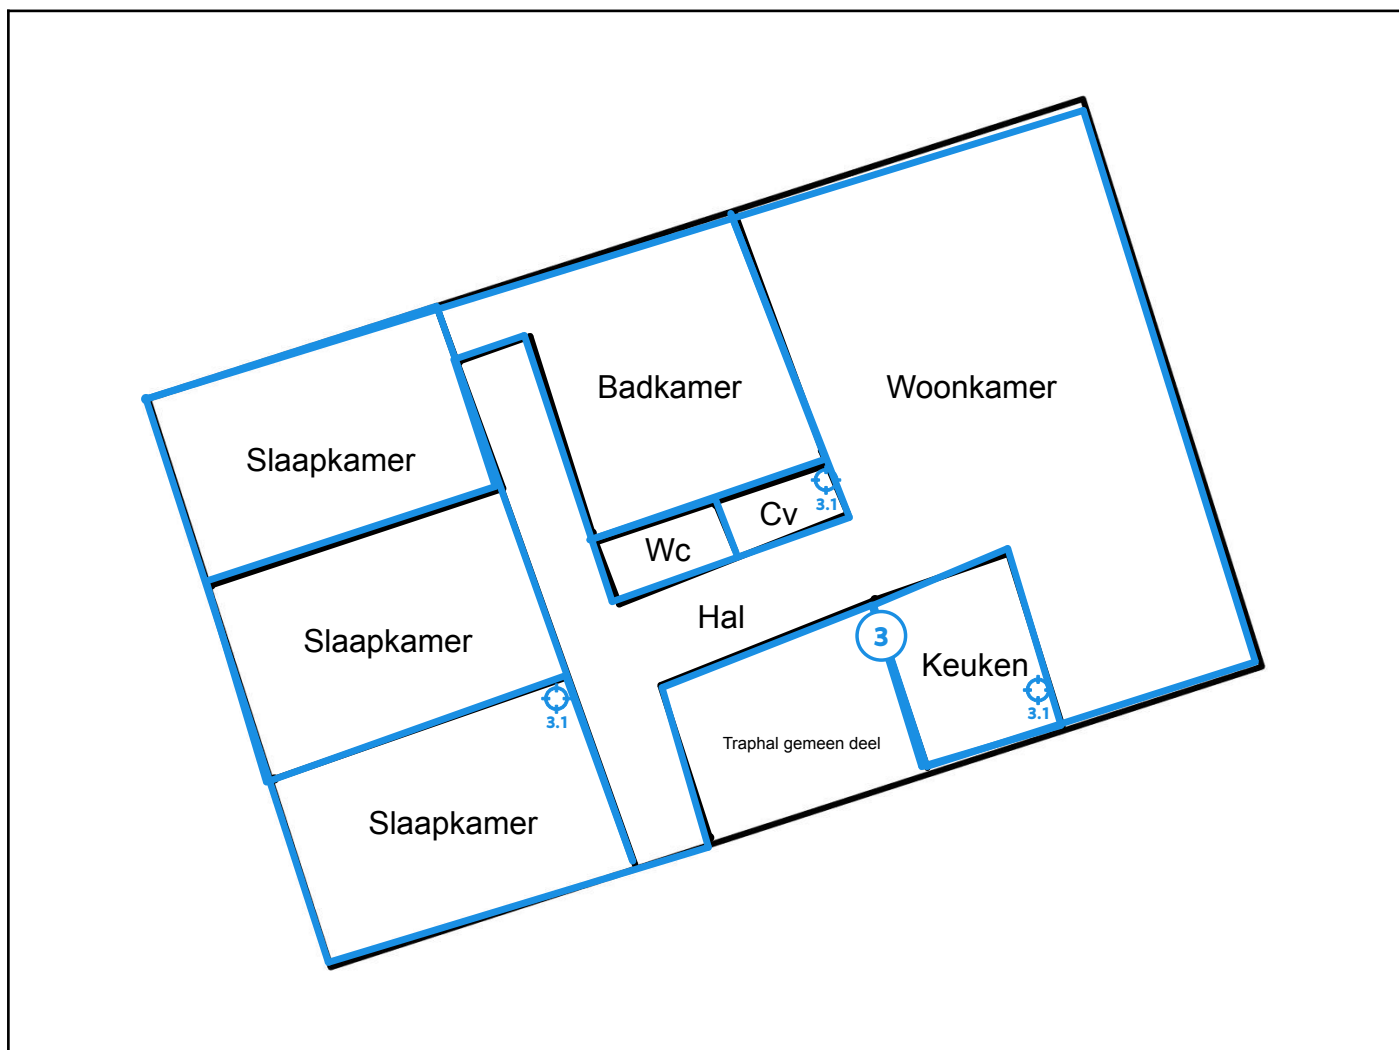 Badkamer
Woonkamer
Slaapkamer
3.1
Cv
Wc
Hal
3
Slaapkamer
Keuken
3.1
3.1
Traphal gemeen deel
Slaapkamer